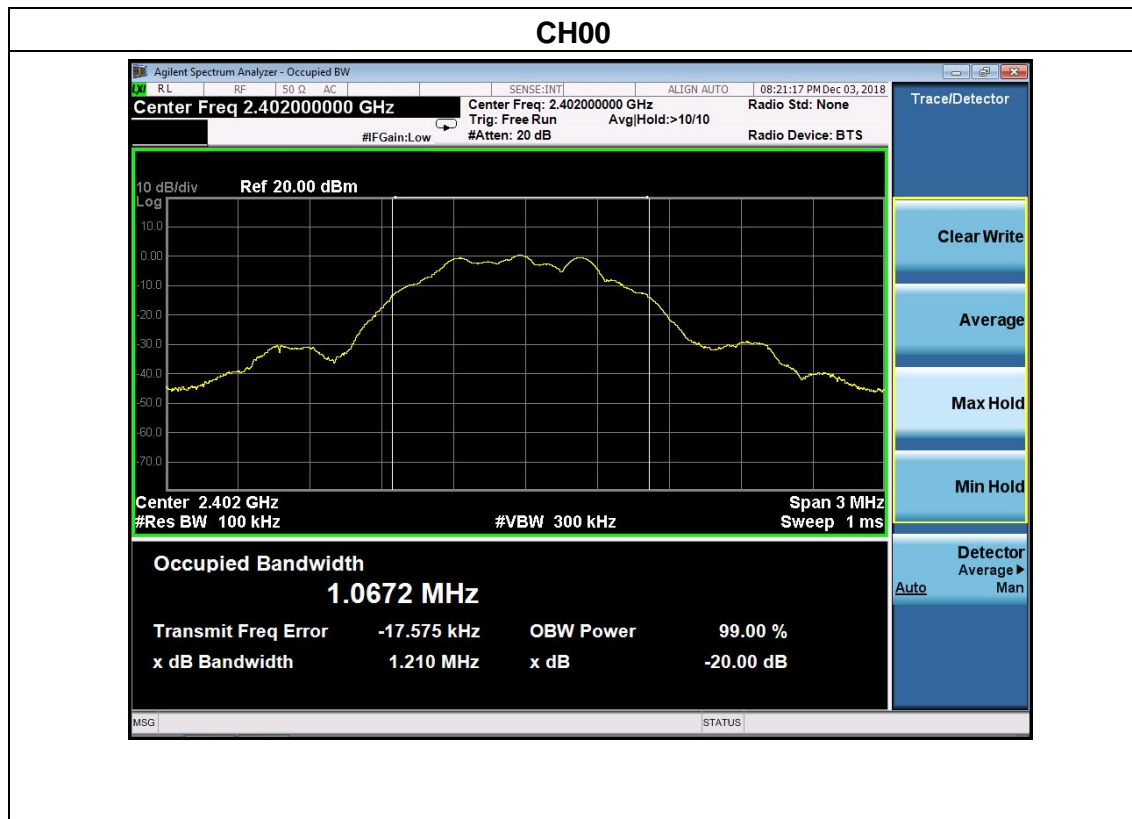 CH00
Agilent Spectrum Analyzer - Occupied BW
LXI RL RF 50 Ω AC SENSE:INT ALIGN AUTO 08:21:17 PM Dec 03, 2018
Center Freq 2.402000000 GHz
Center Freq: 2.402000000 GHz
Radio Std: None
Trig: Free Run Avg|Hold:>10/10
#IFGain:Low
#Atten: 20 dB
Radio Device: BTS
10 dB/div Ref 20.00 dBm
Log
10.0
0.00
-10.0
-20.0
-30.0
-40.0
-50.0
-60.0
-70.0
Center 2.402 GHz
Span 3 MHz
#Res BW 100 kHz
#VBW 300 kHz
Sweep 1 ms
Occupied Bandwidth
1.0672 MHz
Transmit Freq Error -17.575 kHz OBW Power 99.00 %
x dB Bandwidth 1.210 MHz x dB -20.00 dB
MSG
STATUS
Trace/Detector
Clear Write
Average
Max Hold
Min Hold
Detector
Average▶
Auto Man